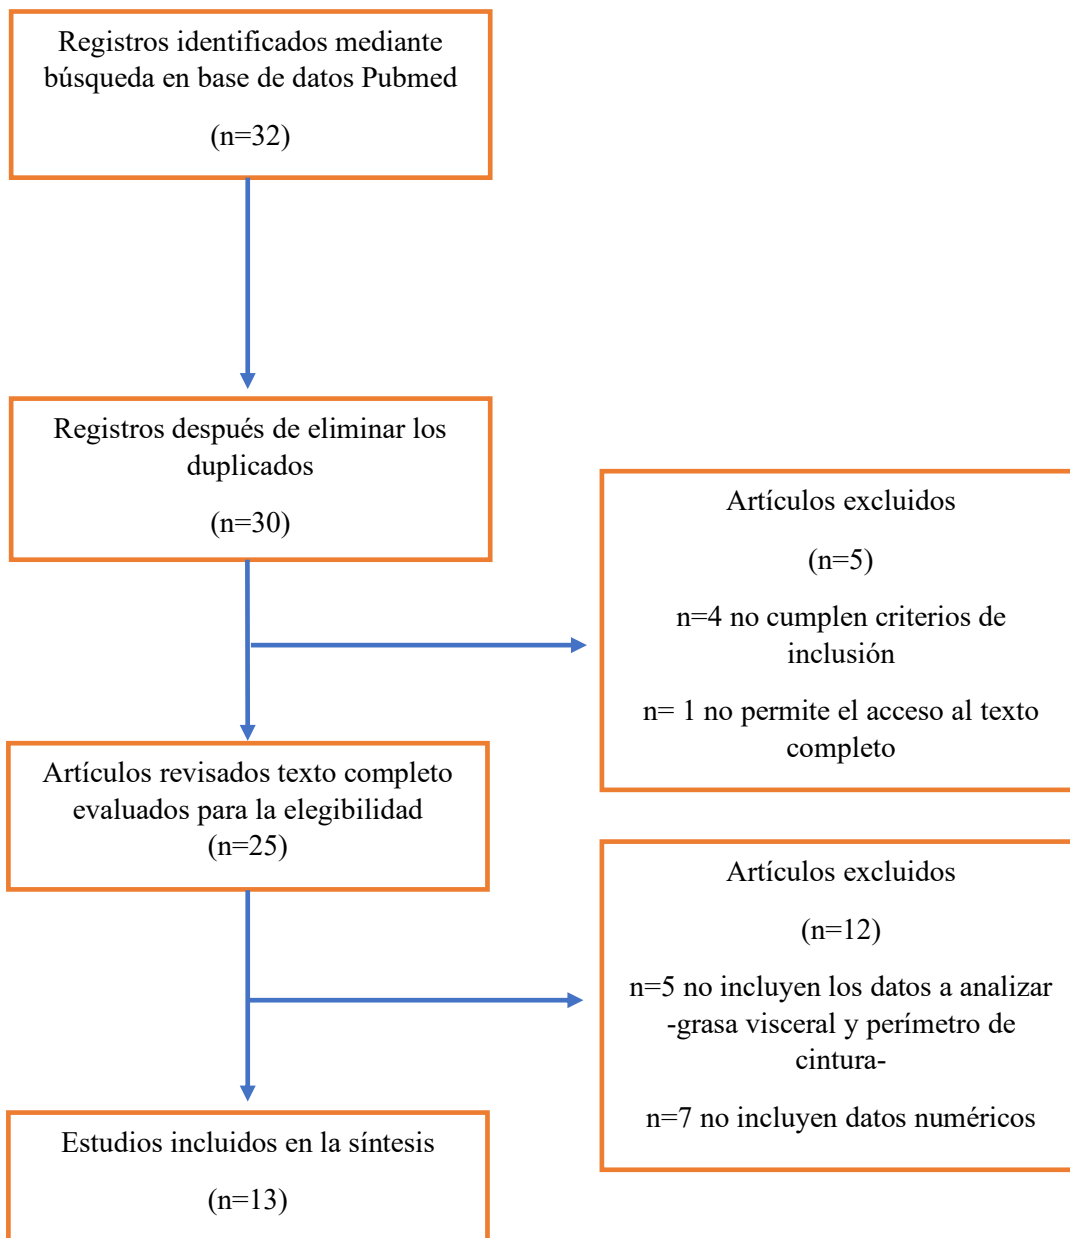 Registros identificados mediante
búsqueda en base de datos Pubmed
(n=32)
Registros después de eliminar los
duplicados
(n=30)
Artículos excluidos
(n=5)
n=4 no cumplen criterios de
inclusión
n= 1 no permite el acceso al texto
completo
Artículos revisados texto completo
evaluados para la elegibilidad
(n=25)
Artículos excluidos
(n=12)
n=5 no incluyen los datos a analizar
-grasa visceral y perímetro de
cintura-
n=7 no incluyen datos numéricos
Estudios incluidos en la síntesis
(n=13)